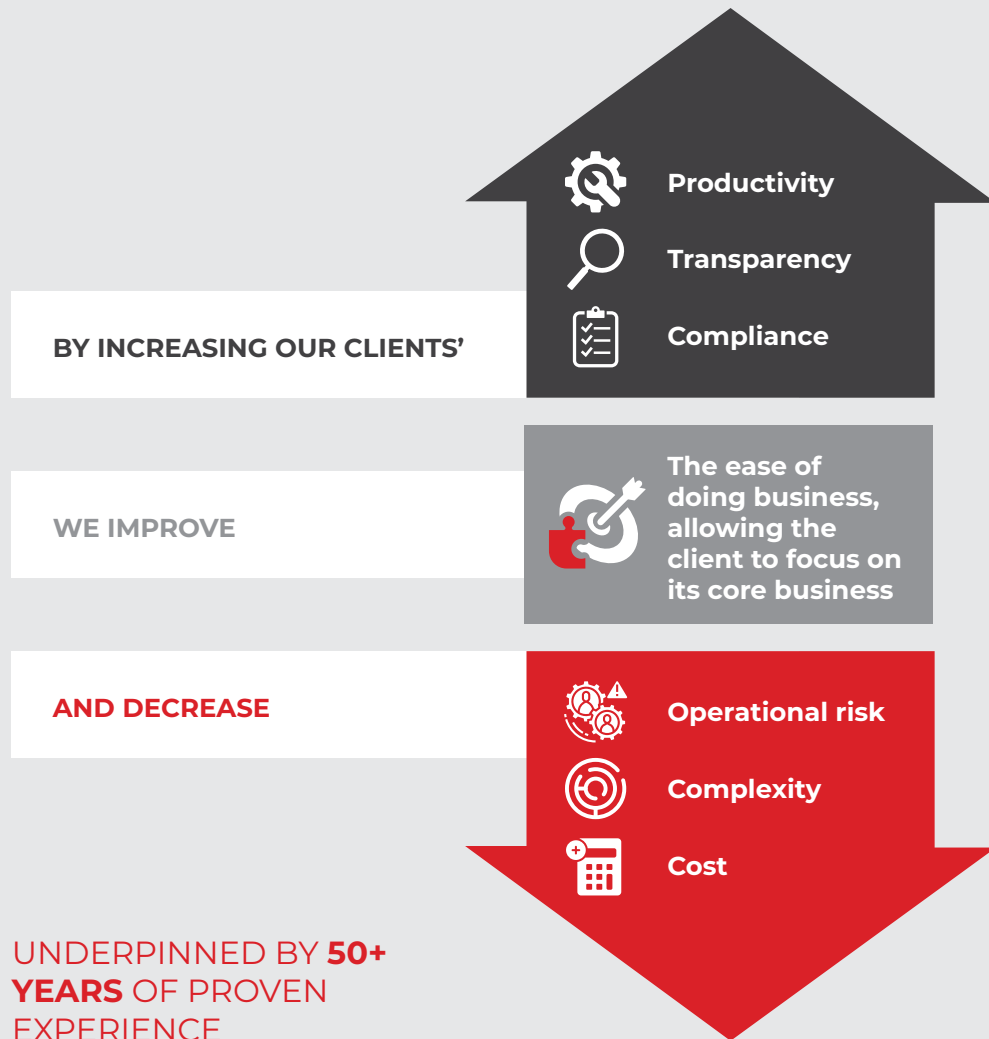 Productivity
Transparency
BY INCREASING OUR CLIENTS’
Compliance
WE IMPROVE
The ease of
doing business,
allowing the
client to focus on
its core business
AND DECREASE
Operational risk
Complexity
Cost
UNDERPINNED BY 50+
YEARS OF PROVEN
EXPERIENCE